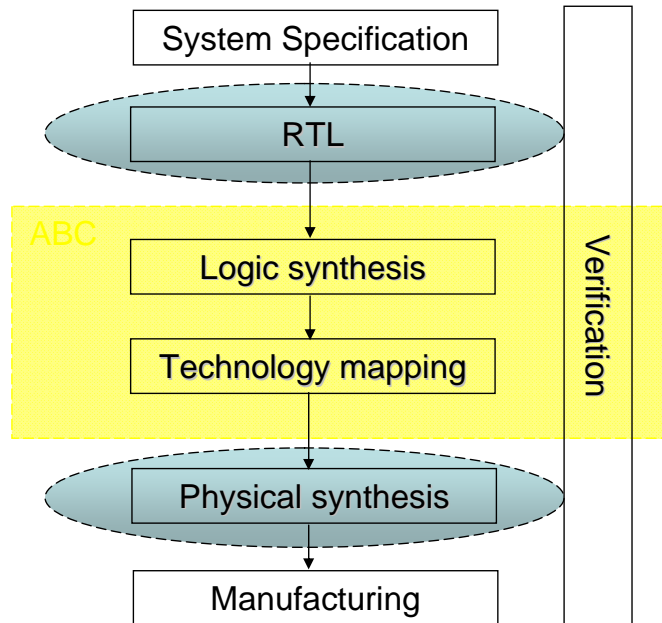 System Specification
RTL
ABC
Logic synthesis
Technology mapping
Physical synthesis
Manufacturing
Verification